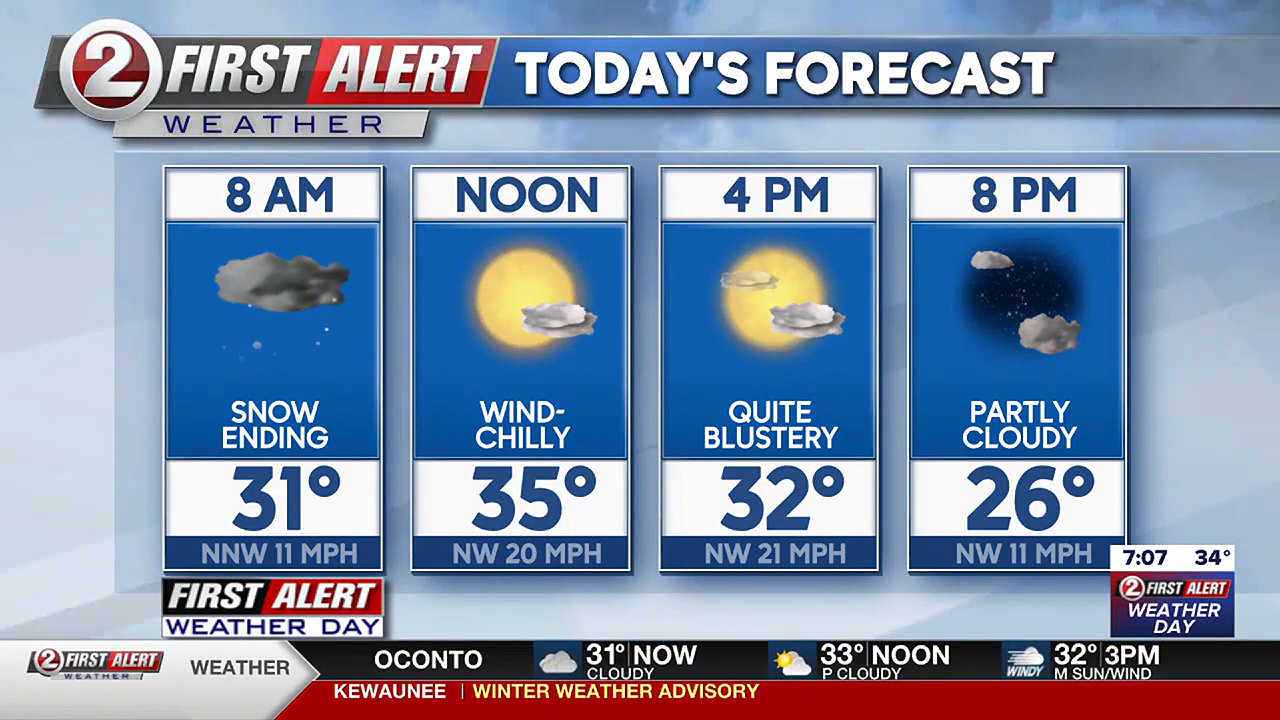 2 FIRST ALERT
WEATHER
TODAY'S FORECAST
8 AM
SNOW
ENDING
31°
NNW 11 MPH
NOON
WIND-
CHILLY
35°
NW 20 MPH
4 PM
QUITE
BLUSTERY
32°
NW 21 MPH
8 PM
PARTLY
CLOUDY
26°
NW 11 MPH
FIRST ALERT
WEATHER DAY
7:07 34°
2 FIRST ALERT
WEATHER
DAY
2 FIRST ALERT
WEATHER
WEATHER
OCONTO
31° | NOW
CLOUDY
33° | NOON
P CLOUDY
WINDY
32° | 3PM
M SUN/WIND
KEWAUNEE | WINTER WEATHER ADVISORY